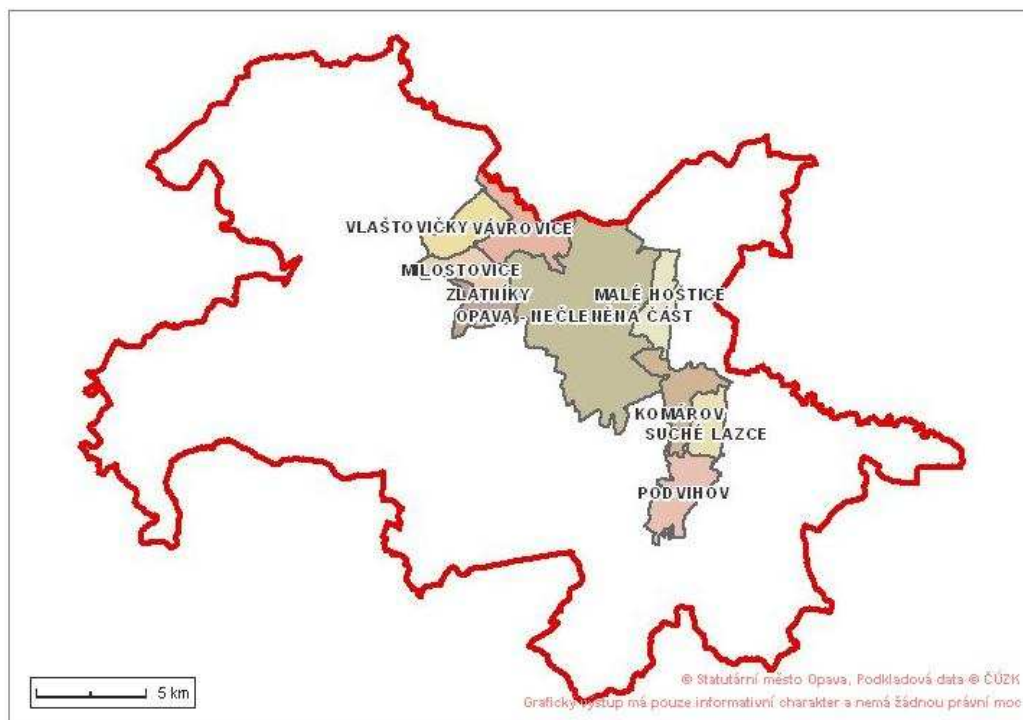 VLAŠTOVIČKY VÁVROVICE
MILOSTOVICE
ZLATNÍKY
MALÉ HOŠTICE
OPAVA - NEČLENĚNÁ ČÁST
KOMÁROV
SUCHÉ LAZCE
PODVIHOV
5 km
© Statutární město Opava, Podkladová data © ČÚZK
Grafický výstup má pouze informativní charakter a nemá žádnou právní moc